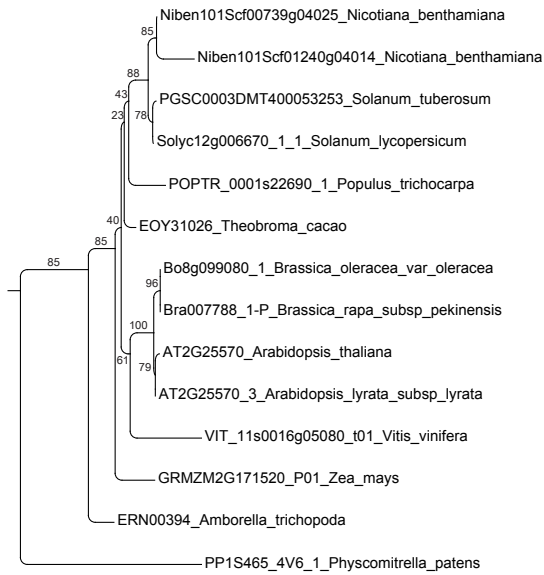 Niben101Scf00739g04025_Nicotiana_benthamiana
85
Niben101Scf01240g04014_Nicotiana_benthamiana
88
43
PGSC0003DMT400053253_Solanum_tuberosum
23
78
Solyc12g006670_1_1_Solanum_lycopersicum
POPTR_0001s22690_1_Populus_trichocarpa
40
EOY31026_Theobroma_cacao
85
85
Bo8g099080_1_Brassica_oleracea_var_oleracea
96
Bra007788_1-P_Brassica_rapa_subsp_pekinensis
100
AT2G25570_Arabidopsis_thaliana
61
79
AT2G25570_3_Arabidopsis_lyrata_subsp_lyrata
VIT_11s0016g05080_t01_Vitis_vinifera
GRMZM2G171520_P01_Zea_mays
ERN00394_Amborella_trichopoda
PP1S465_4V6_1_Physcomitrella_patens